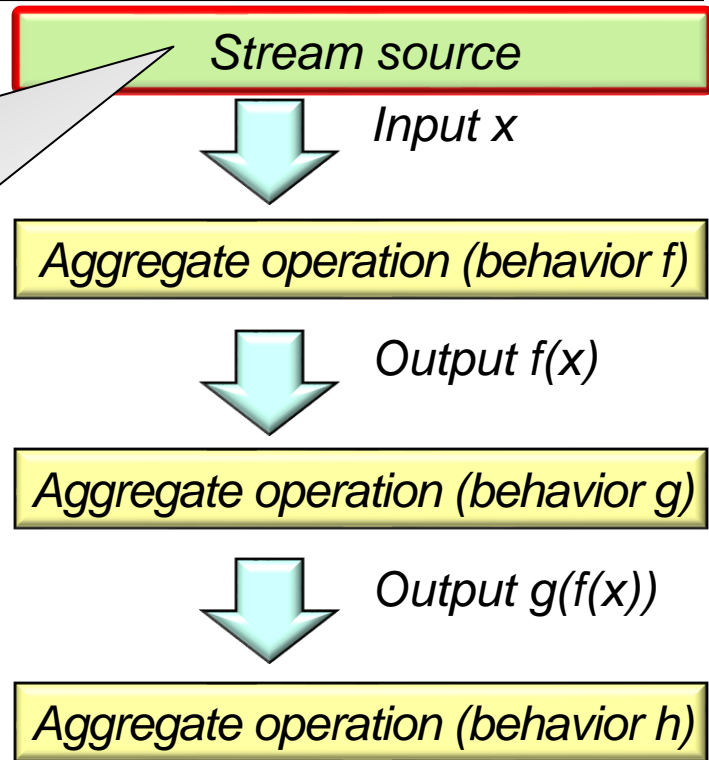 Stream source
Input x
Aggregate operation (behavior f)
Output f(x)
Aggregate operation (behavior g)
Output g(f(x))
Aggregate operation (behavior h)